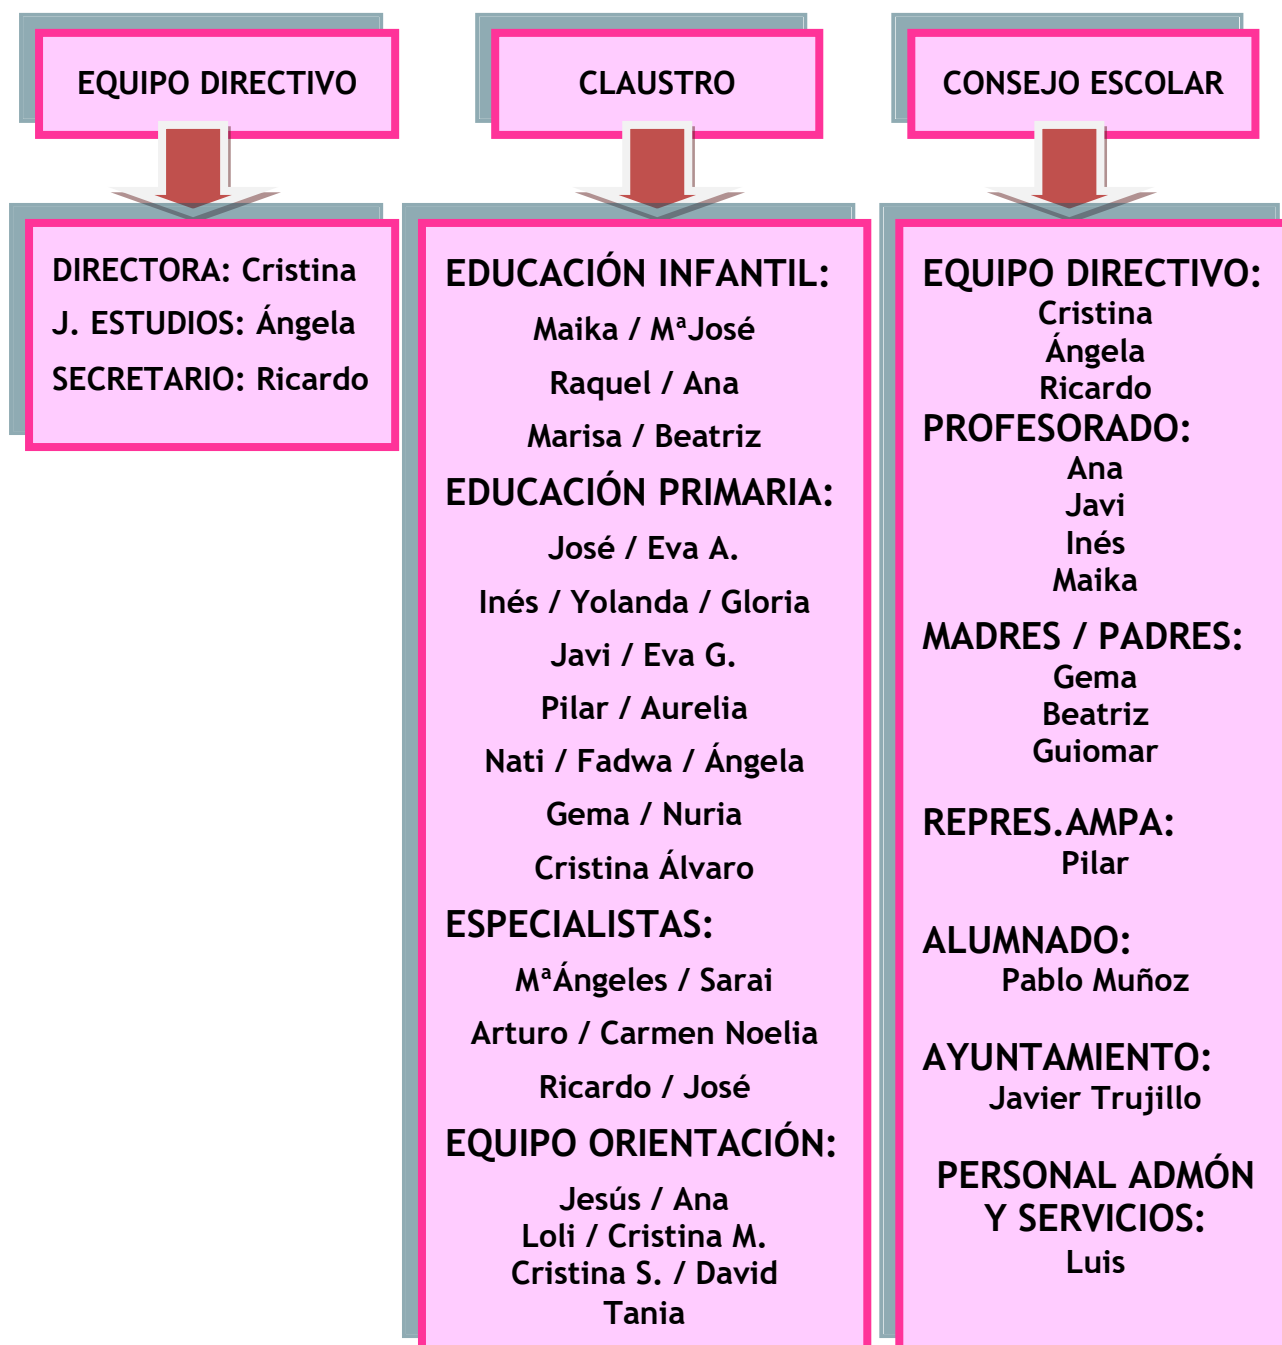 EQUIPO DIRECTIVO
DIRECTORA: Cristina
J. ESTUDIOS: Ángela
SECRETARIO: Ricardo
CLAUSTRO
EDUCACIÓN INFANTIL:
Maika / MªJosé
Raquel / Ana
Marisa / Beatriz
EDUCACIÓN PRIMARIA:
José / Eva A.
Inés / Yolanda / Gloria
Javi / Eva G.
Pilar / Aurelia
Nati / Fadwa / Ángela
Gema / Nuria
Cristina Álvaro
ESPECIALISTAS:
MªÁngeles / Sarai
Arturo / Carmen Noelia
Ricardo / José
EQUIPO ORIENTACIÓN:
Jesús / Ana
Loli / Cristina M.
Cristina S. / David
Tania
CONSEJO ESCOLAR
EQUIPO DIRECTIVO:
Cristina
Ángela
Ricardo
PROFESORADO:
Ana
Javi
Inés
Maika
MADRES / PADRES:
Gema
Beatriz
Guiomar
REPRES.AMPA:
Pilar
ALUMNADO:
Pablo Muñoz
AYUNTAMIENTO:
Javier Trujillo
PERSONAL ADMÓN
Y SERVICIOS:
Luis